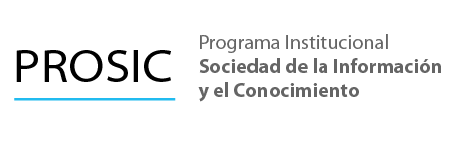 PROSIC
Programa Institucional
Sociedad de la Información
y el Conocimiento